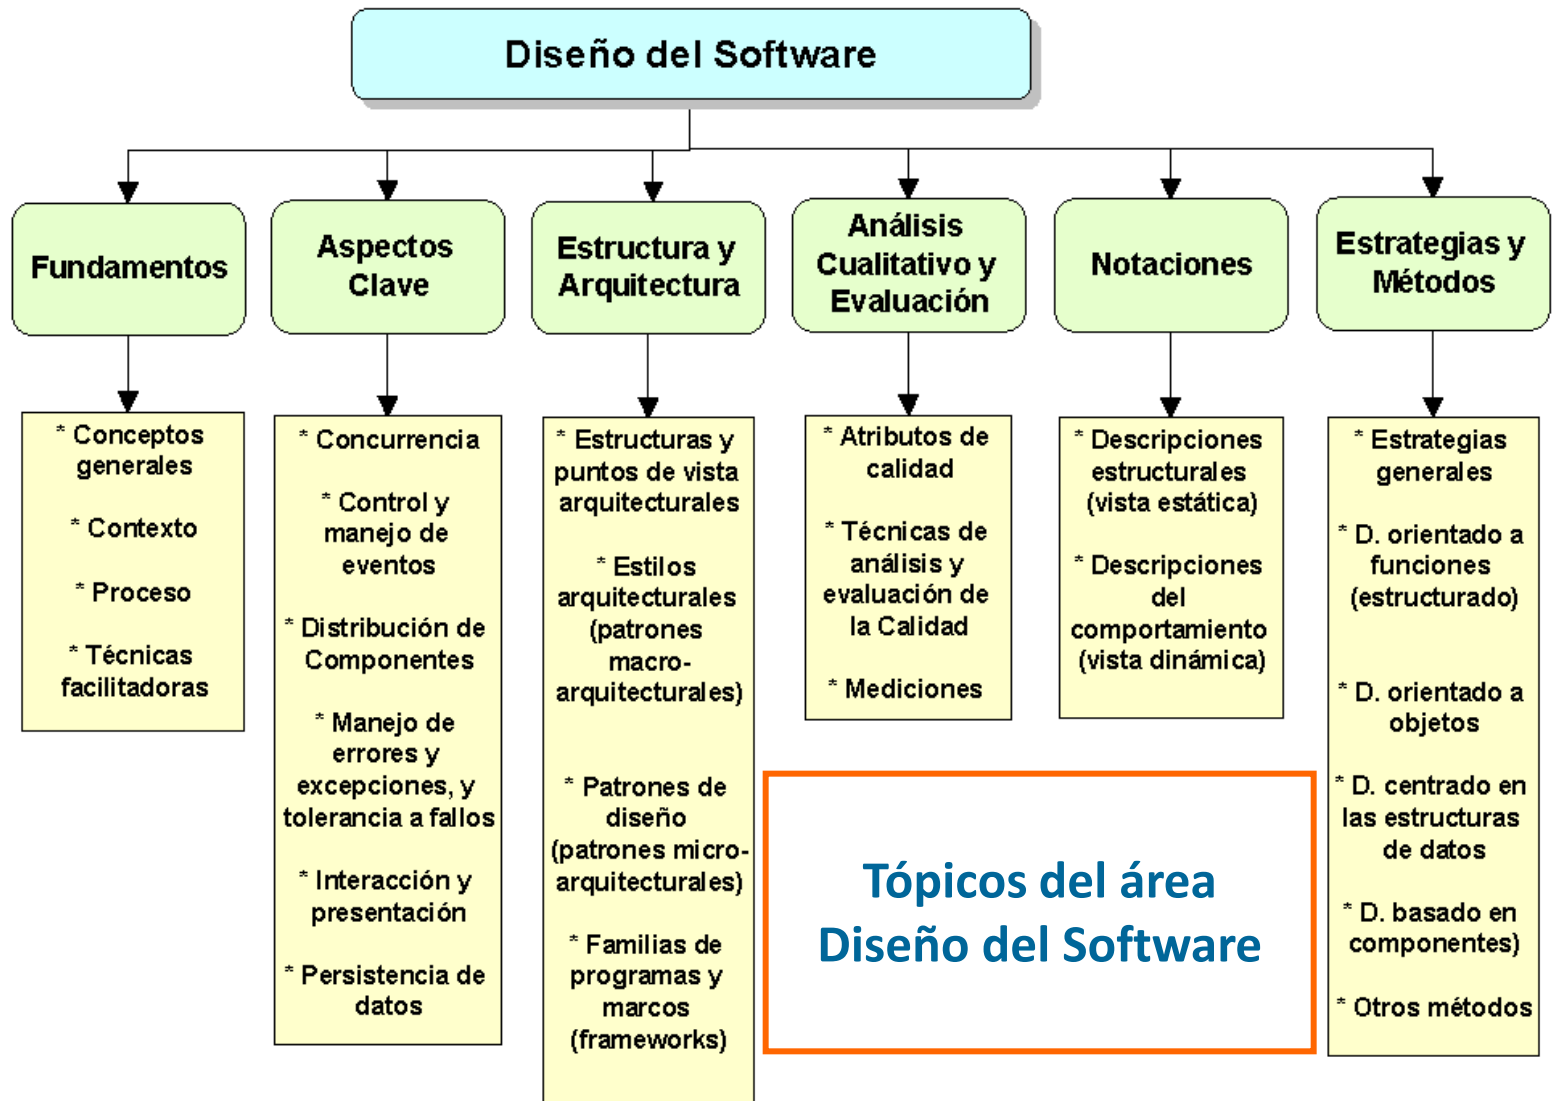 Diseño del Software
Fundamentos
Aspectos
Clave
Estructura y
Arquitectura
Análisis
Cualitativo y
Evaluación
Notaciones
Estrategias y
Métodos
* Conceptos
generales
* Contexto
* Proceso
* Técnicas
facilitadoras
* Concurrencia
* Control y
manejo de
eventos
* Distribución de
Componentes
* Manejo de
errores y
excepciones, y
tolerancia a fallos
* Interacción y
presentación
* Persistencia de
datos
* Estructuras y
puntos de vista
arquitecturales
* Estilos
arquitecturales
(patrones
macro-
arquitecturales)
* Patrones de
diseño
(patrones micro-
arquitecturales)
* Familias de
programas y
marcos
(frameworks)
* Atributos de
calidad
* Técnicas de
análisis y
evaluación de
la Calidad
* Mediciones
* Descripciones
estructurales
(vista estática)
* Descripciones
del
comportamiento
(vista dinámica)
* Estrategias
generales
* D. orientado a
funciones
(estructurado)
* D. orientado a
objetos
* D. centrado en
las estructuras
de datos
* D. basado en
componentes)
* Otros métodos
Tópicos del área
Diseño del Software